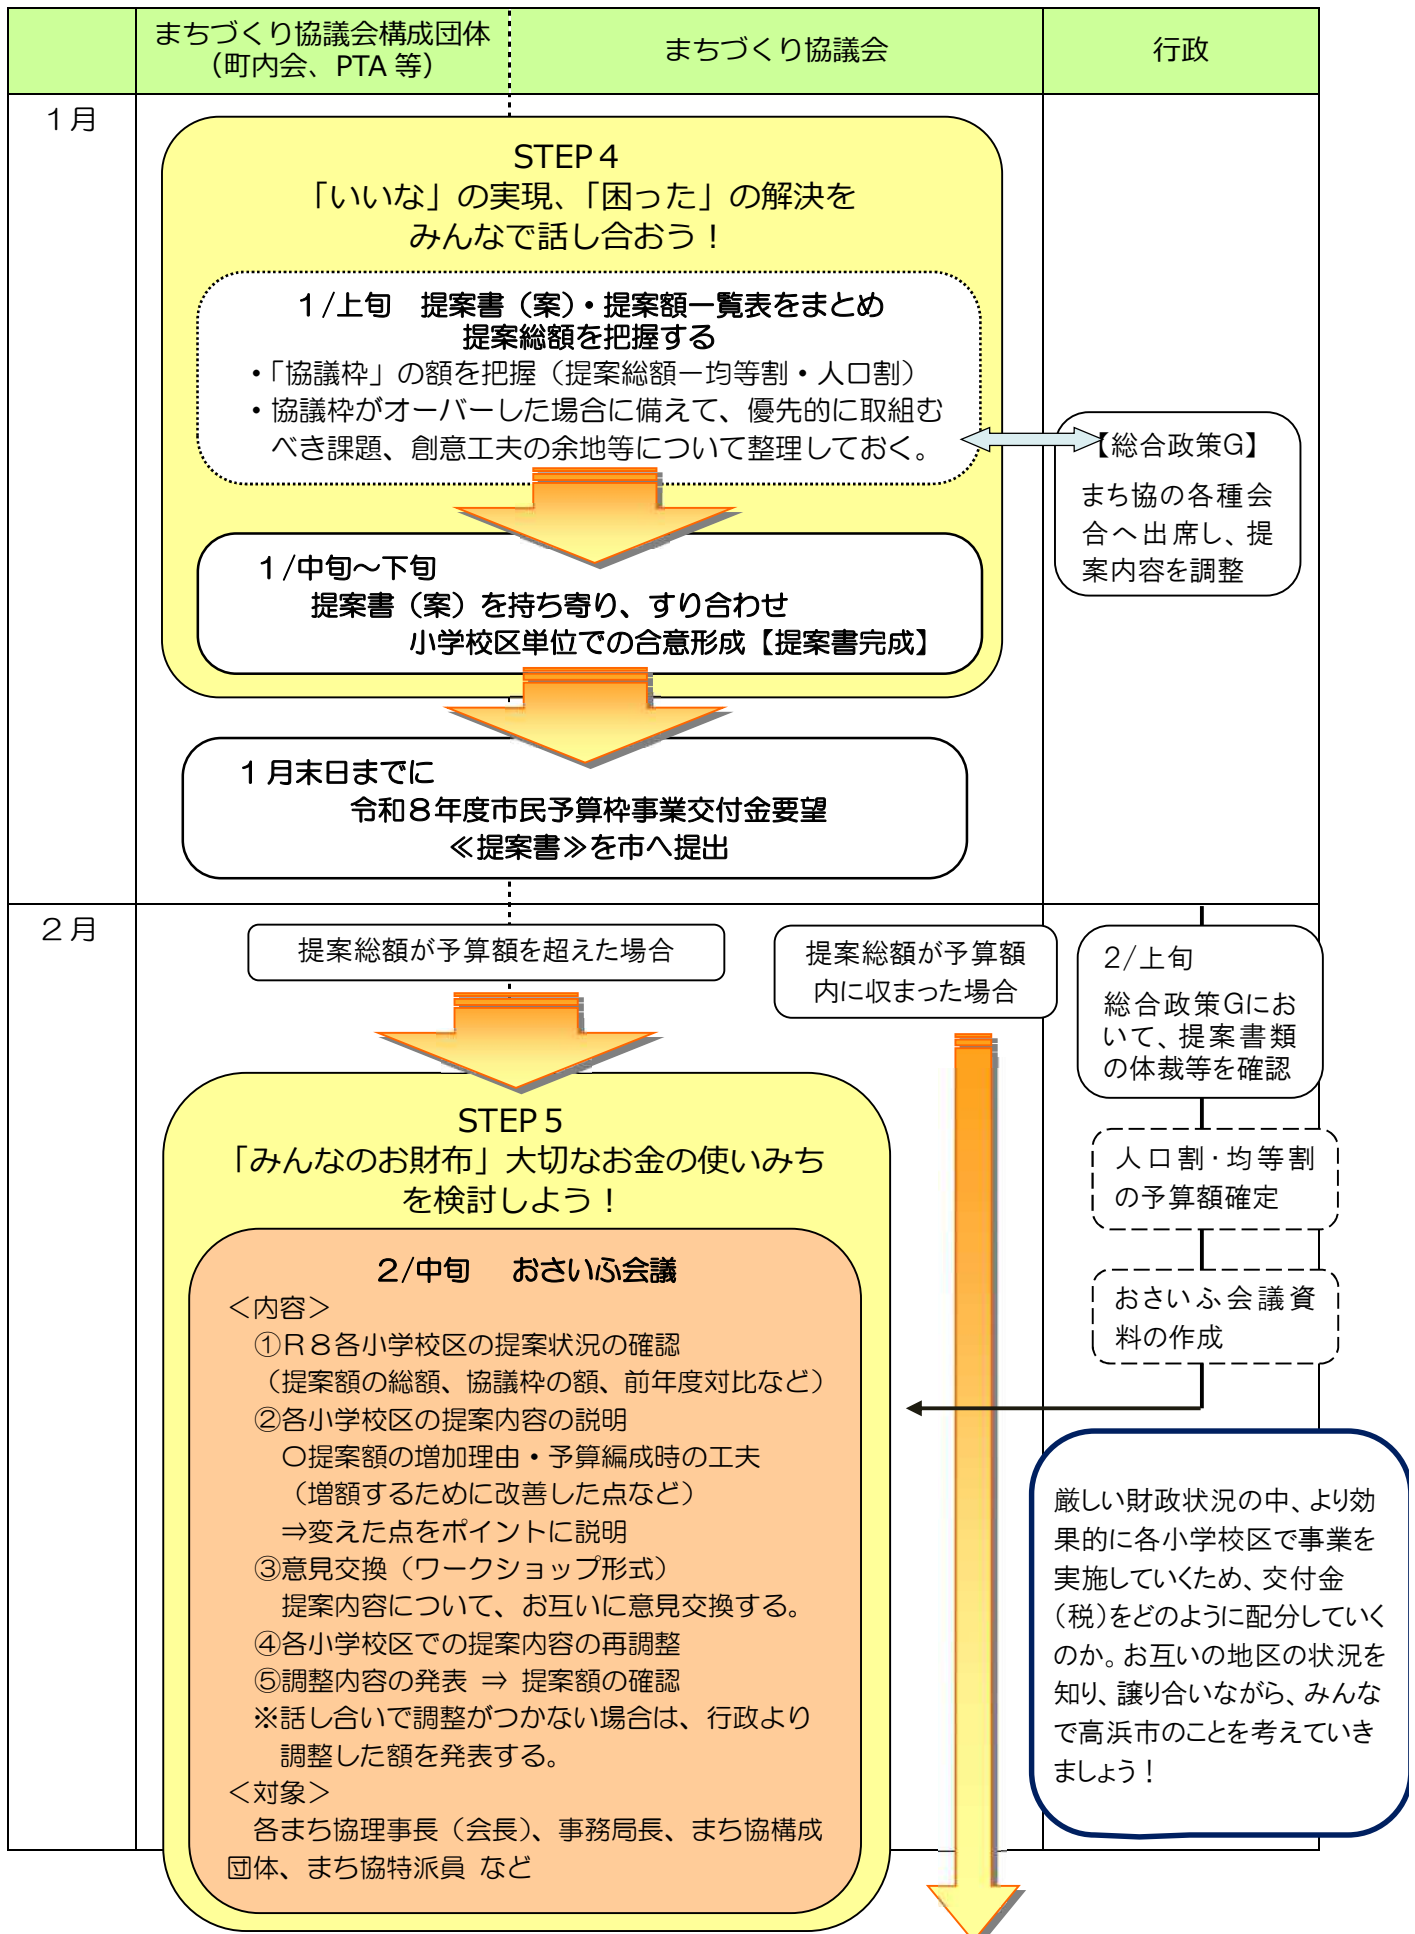 まちづくり協議会構成団体
（町内会、PTA 等）
まちづくり協議会
行政
１月
STEP４
「いいな」の実現、「困った」の解決を
みんなで話し合おう！
１/上旬　提案書（案）・提案額一覧表をまとめ
提案総額を把握する
・「協議枠」の額を把握（提案総額－均等割・人口割）
・協議枠がオーバーした場合に備えて、優先的に取組む
べき課題、創意工夫の余地等について整理しておく。
【総合政策G】
まち協の各種会
合へ出席し、提
案内容を調整
１/中旬～下旬
提案書（案）を持ち寄り、すり合わせ
小学校区単位での合意形成【提案書完成】
１月末日までに
令和８年度市民予算枠事業交付金要望
≪提案書≫を市へ提出
２月
提案総額が予算額を超えた場合
提案総額が予算額
内に収まった場合
2/上旬
総合政策Gにお
いて、提案書類
の体裁等を確認
人口割・均等割
の予算額確定
おさいふ会議資
料の作成
STEP５
「みんなのお財布」大切なお金の使いみち
を検討しよう！
２/中旬　おさいふ会議
＜内容＞
①Ｒ８各小学校区の提案状況の確認
（提案額の総額、協議枠の額、前年度対比など）
②各小学校区の提案内容の説明
〇提案額の増加理由・予算編成時の工夫
（増額するために改善した点など）
⇒変えた点をポイントに説明
③意見交換（ワークショップ形式）
提案内容について、お互いに意見交換する。
④各小学校区での提案内容の再調整
⑤調整内容の発表 ⇒ 提案額の確認
※話し合いで調整がつかない場合は、行政より
調整した額を発表する。
＜対象＞
各まち協理事長（会長）、事務局長、まち協構成
団体、まち協特派員 など
厳しい財政状況の中、より効
果的に各小学校区で事業を
実施していくため、交付金
（税）をどのように配分していく
のか。お互いの地区の状況を
知り、譲り合いながら、みんな
で高浜市のことを考えていき
ましょう！